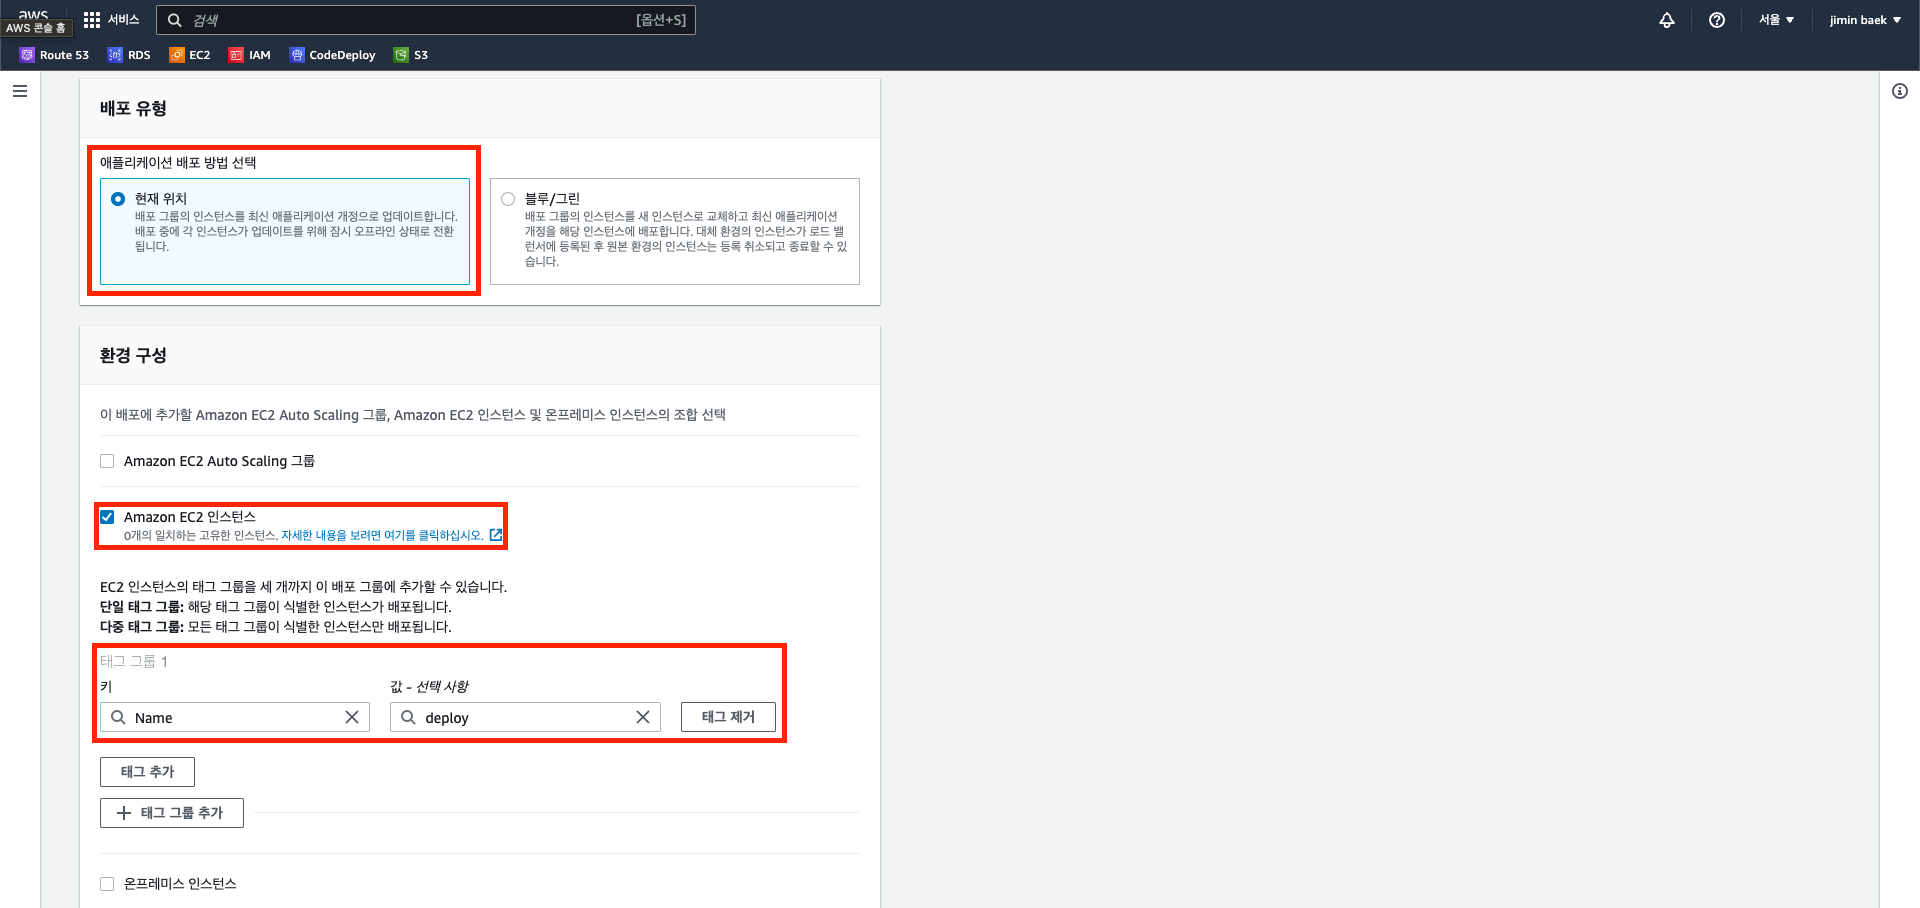 aws
서비스
검색
[옵션+S]
서울
jimin baek
AWS 콘솔 홈
Route 53
RDS
EC2
IAM
CodeDeploy
S3
배포 유형
애플리케이션 배포 방법 선택
현재 위치
배포 그룹의 인스턴스를 최신 애플리케이션 개정으로 업데이트합니다.
배포 중에 각 인스턴스가 업데이트를 위해 잠시 오프라인 상태로 전환
됩니다.
블루/그린
배포 그룹의 인스턴스를 새 인스턴스로 교체하고 최신 애플리케이션
개정을 해당 인스턴스에 배포합니다. 대체 환경의 인스턴스가 로드 밸
런서에 등록된 후 원본 환경의 인스턴스는 등록 취소되고 종료할 수 있
습니다.
환경 구성
이 배포에 추가할 Amazon EC2 Auto Scaling 그룹, Amazon EC2 인스턴스 및 온프레미스 인스턴스의 조합 선택
Amazon EC2 Auto Scaling 그룹
Amazon EC2 인스턴스
0개의 일치하는 고유한 인스턴스. 자세한 내용을 보려면 여기를 클릭하십시오.
EC2 인스턴스의 태그 그룹을 세 개까지 이 배포 그룹에 추가할 수 있습니다.
단일 태그 그룹: 해당 태그 그룹이 식별한 인스턴스가 배포됩니다.
다중 태그 그룹: 모든 태그 그룹이 식별한 인스턴스만 배포됩니다.
태그 그룹 1
키
값 - 선택 사항
Name
deploy
태그 제거
태그 추가
태그 그룹 추가
온프레미스 인스턴스